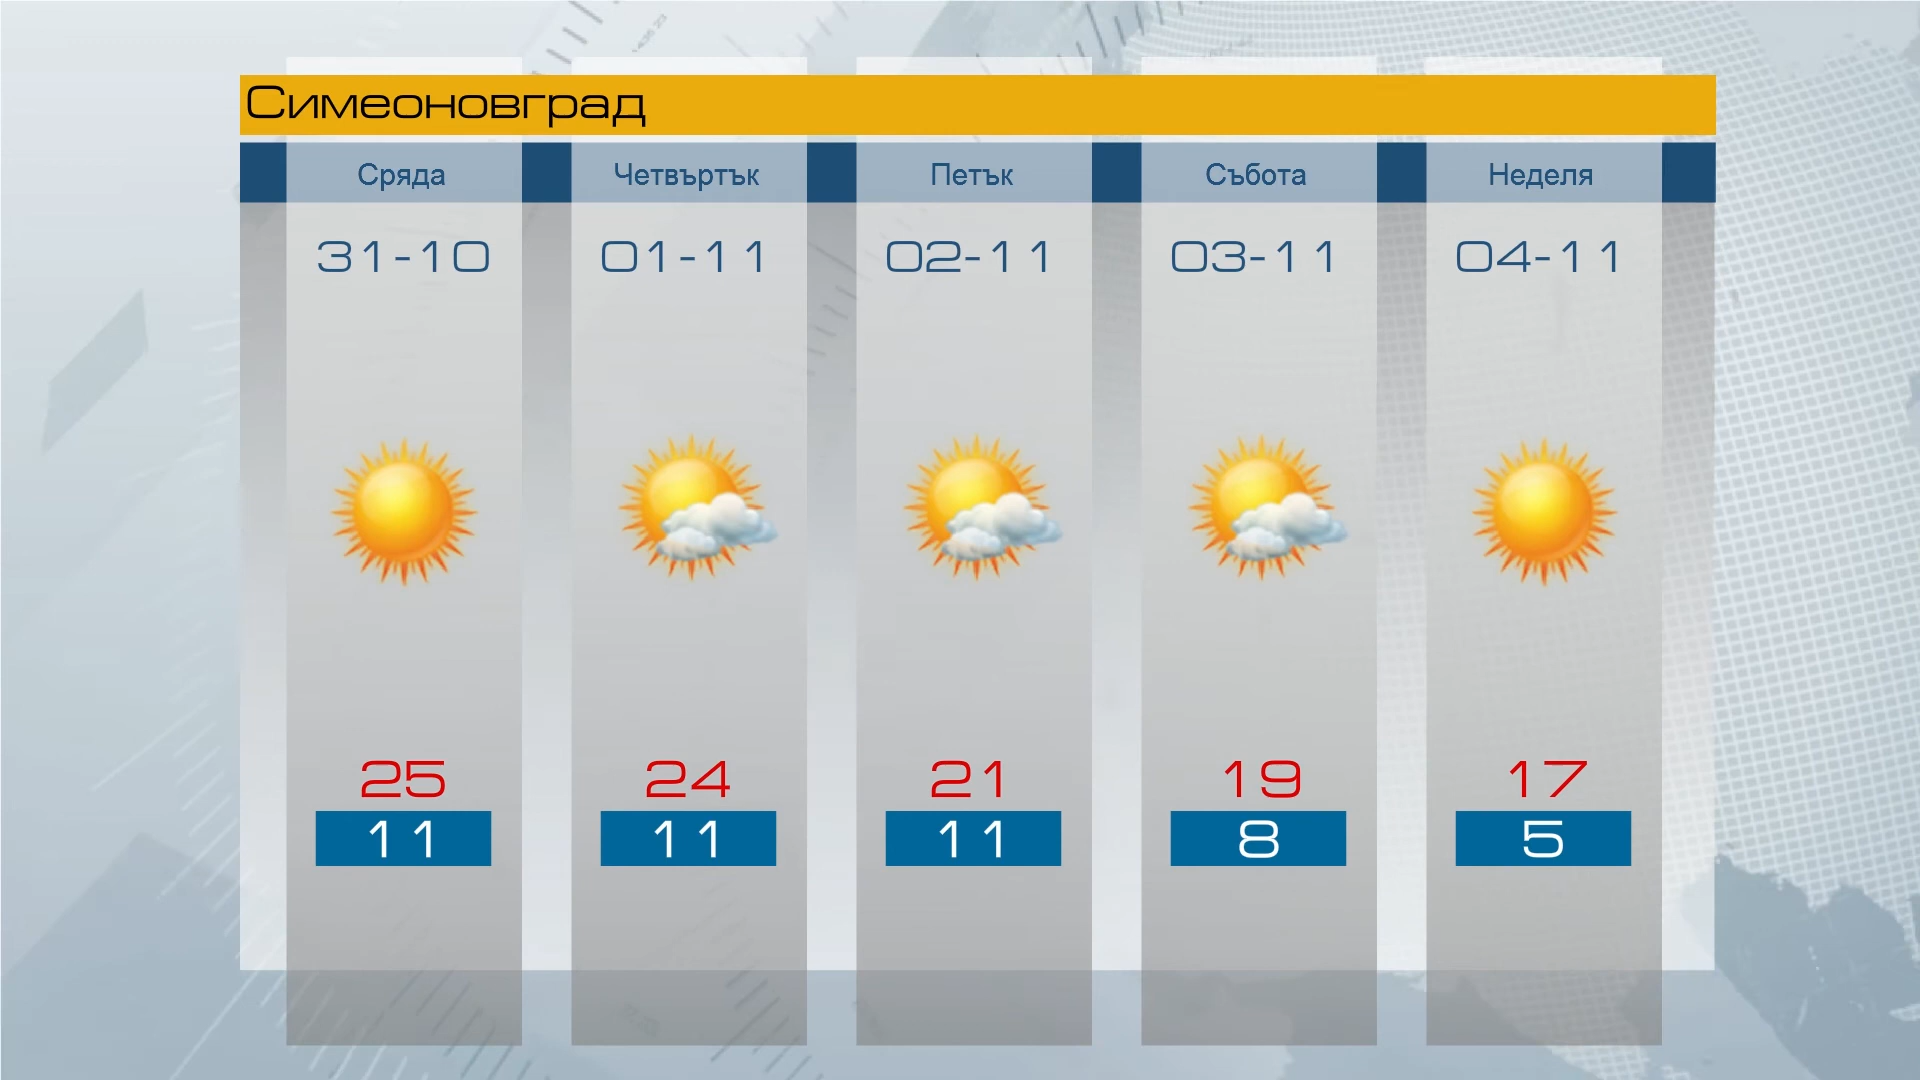 Симеоновград
Сряда Четвъртък Петък Събота Неделя
31-10 01-11 02-11 03-11 04-11
25 24 21 19 17
11 11 11 8 5